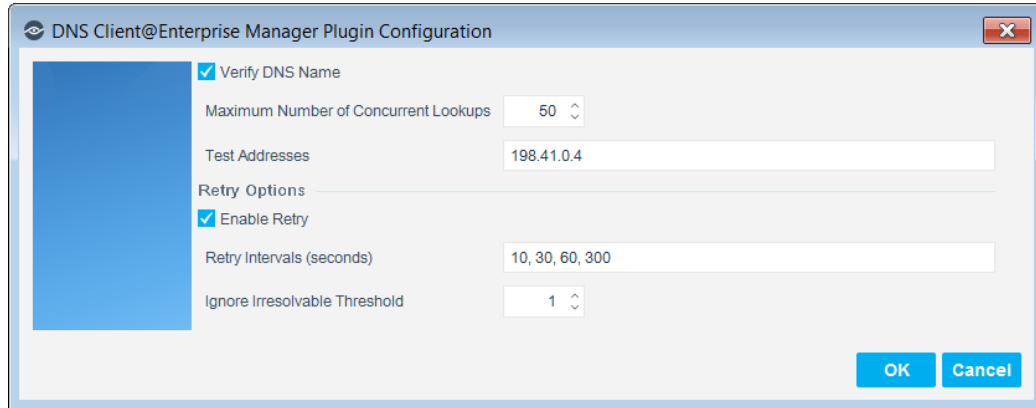 DNS Client@Enterprise Manager Plugin Configuration
Verify DNS Name
Maximum Number of Concurrent Lookups 50
Test Addresses 198.41.0.4
Retry Options
Enable Retry
Retry Intervals (seconds) 10, 30, 60, 300
Ignore Irresolvable Threshold 1
OK Cancel